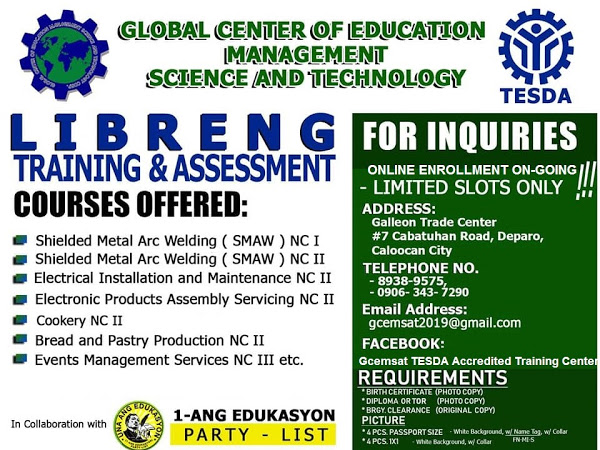 GLOBAL CENTER OF EDUCATION
MANAGEMENT
SCIENCE AND TECHNOLOGY
TESDA
LIBRENG
TRAINING & ASSESSMENT
COURSES OFFERED:
Shielded Metal Arc Welding ( SMAW ) NC I
Shielded Metal Arc Welding ( SMAW ) NC II
Electrical Installation and Maintenance NC II
Electronic Products Assembly Servicing NC II
Cookery NC II
Bread and Pastry Production NC II
Events Management Services NC III etc.
In Collaboration with
UNA ANG EDUKASYON
1-ANG EDUKASYON
PARTY - LIST
FOR INQUIRIES
ONLINE ENROLLMENT ON-GOING
- LIMITED SLOTS ONLY !!!
ADDRESS:
Galleon Trade Center
#7 Cabatuhan Road, Deparo,
Caloocan City
TELEPHONE NO.
- 8938-9575,
- 0906- 343- 7290
Email Address:
gcemsat2019@gmail.com
FACEBOOK:
Gcemsat TESDA Accredited Training Center
REQUIREMENTS
* BIRTH CERTIFICATE (PHOTO COPY)
* DIPLOMA OR TOR (PHOTO COPY)
* BRGY. CLEARANCE (ORIGINAL COPY)
PICTURE
* 4 PCS. PASSPORT SIZE - White Background, w/ Name Tag, w/ Collar
* 4 PCS. 1X1 - White Background, w/ Collar FN-MI-S